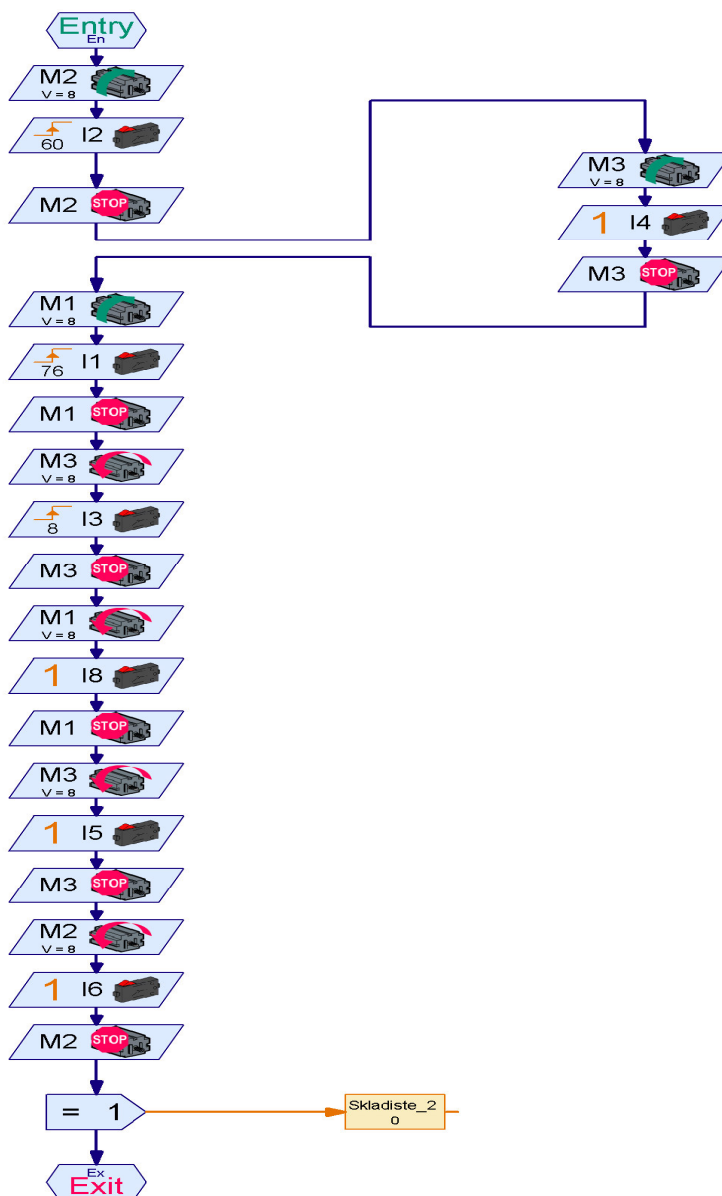 Entry
En
M2
V = 8
60 I2
M2 STOP
M3
V = 8
1 I4
M3 STOP
M1
V = 8
76 I1
M1 STOP
M3
V = 8
8 I3
M3 STOP
M1
V = 8
1 I8
M1 STOP
M3
V = 8
1 I5
M3 STOP
M2
V = 8
1 I6
M2 STOP
= 1
Skladiste_2
0
Ex
Exit